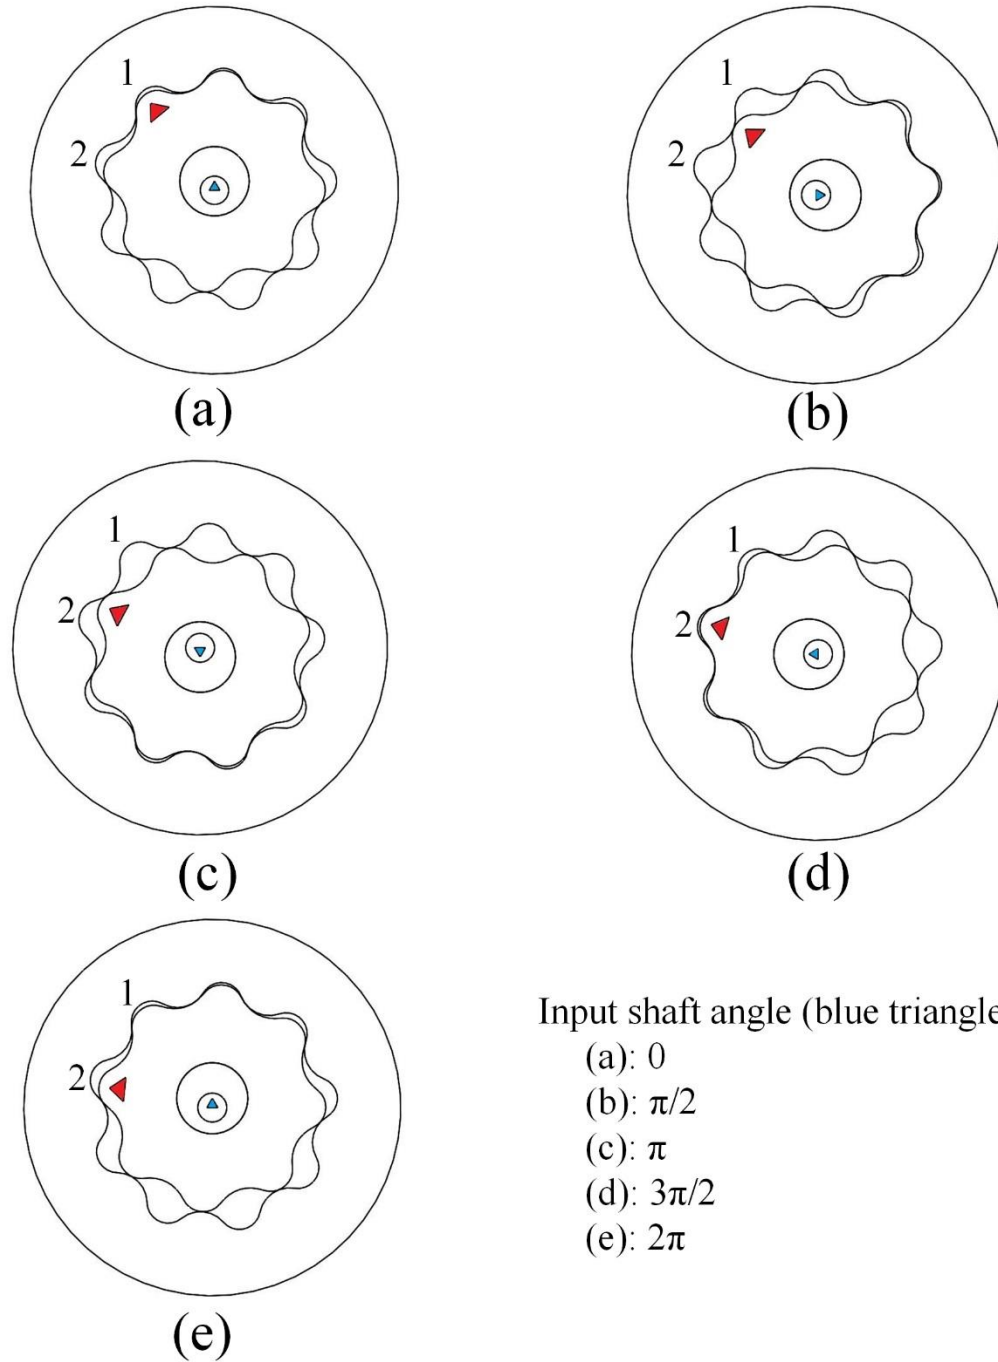 1
2
(a)
1
2
(b)
1
2
(c)
1
2
(d)
1
2
(e)
Input shaft angle (blue triangle
(a): 0
(b): π/2
(c): π
(d): 3π/2
(e): 2π